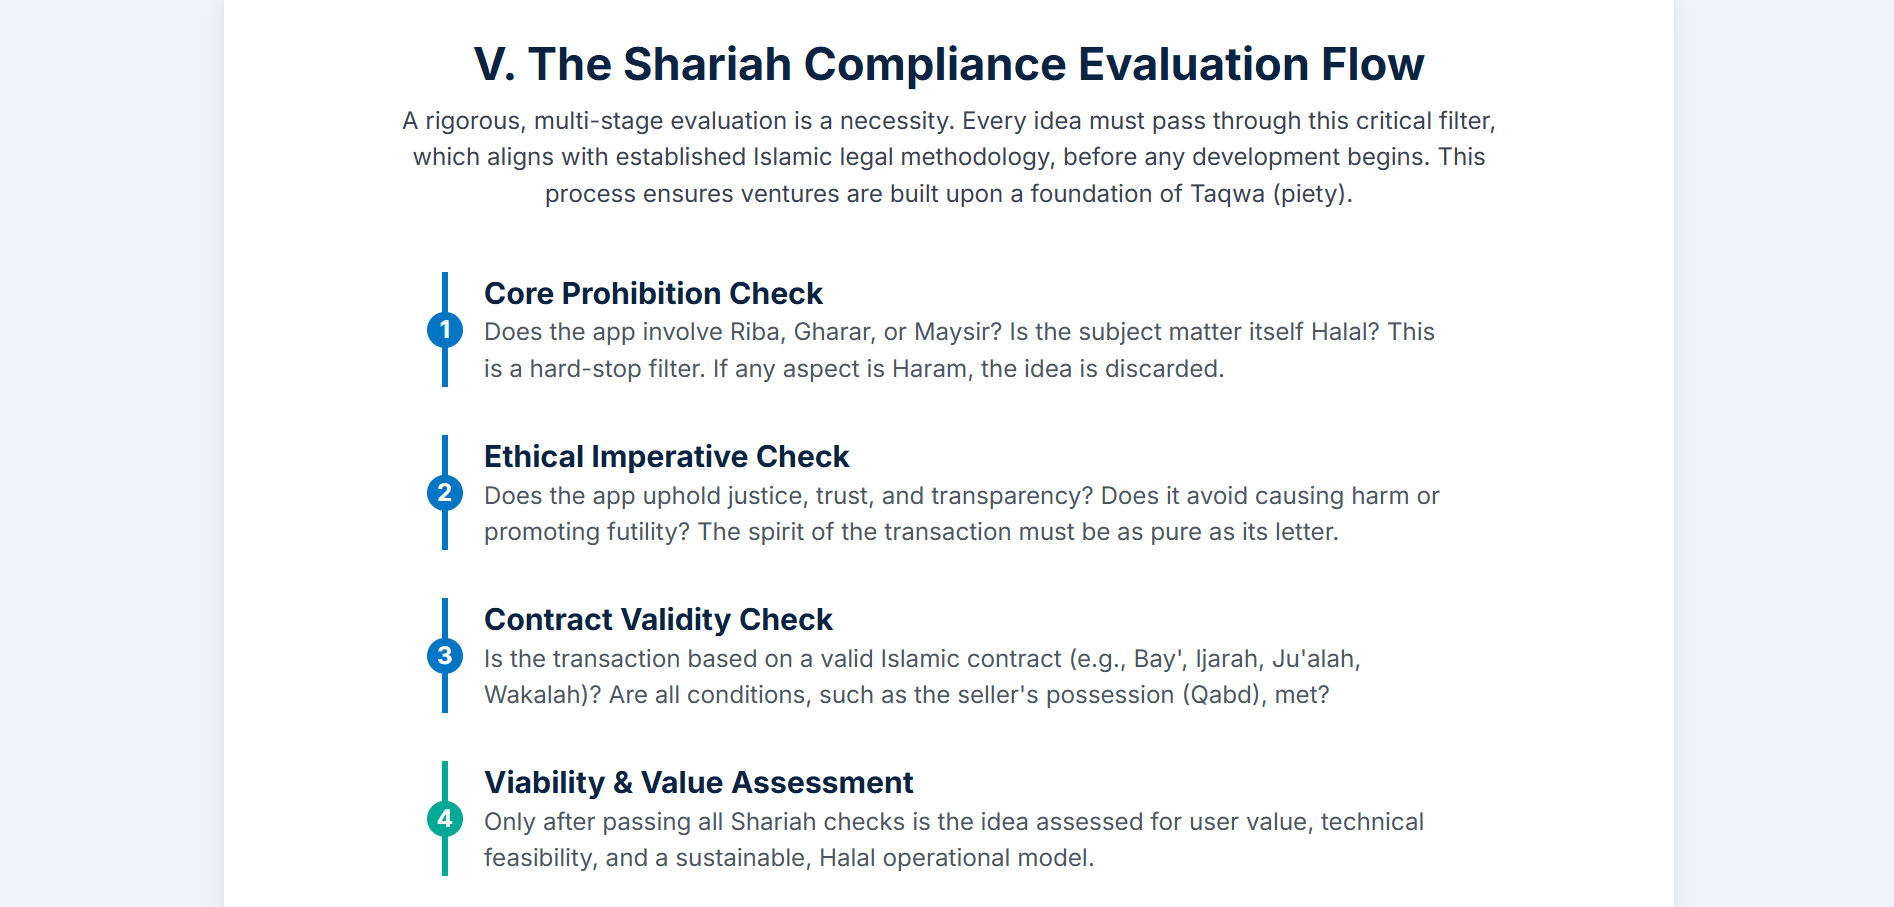 V. The Shariah Compliance Evaluation Flow
A rigorous, multi-stage evaluation is a necessity. Every idea must pass through this critical filter,
which aligns with established Islamic legal methodology, before any development begins. This
process ensures ventures are built upon a foundation of Taqwa (piety).
Core Prohibition Check
1
Does the app involve Riba, Gharar, or Maysir? Is the subject matter itself Halal? This
is a hard-stop filter. If any aspect is Haram, the idea is discarded.
Ethical Imperative Check
2
Does the app uphold justice, trust, and transparency? Does it avoid causing harm or
promoting futility? The spirit of the transaction must be as pure as its letter.
Contract Validity Check
3
Is the transaction based on a valid Islamic contract (e.g., Bay', Ijarah, Ju'alah,
Wakalah)? Are all conditions, such as the seller's possession (Qabd), met?
Viability & Value Assessment
4
Only after passing all Shariah checks is the idea assessed for user value, technical
feasibility, and a sustainable, Halal operational model.